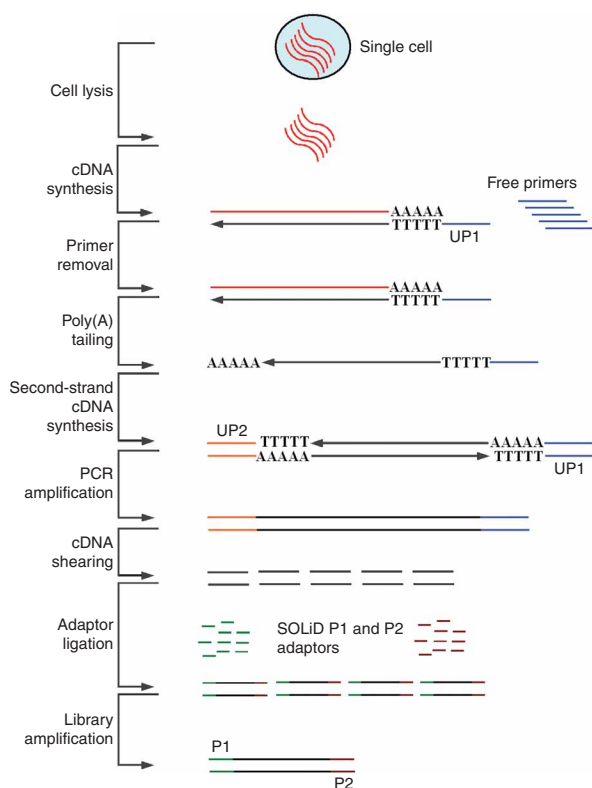 Single cell
Cell lysis
cDNA
synthesis
Free primers
AAAAA
TTTTT
UP1
Primer
removal
AAAAA
TTTTT
Poly(A)
tailing
AAAAA TTTTT
Second-strand
cDNA
synthesis
UP2
TTTTT AAAAA
AAAAA TTTTT
UP1
PCR
amplification
cDNA
shearing
Adaptor
ligation
SOLiD P1 and P2
adaptors
Library
amplification
P1
P2